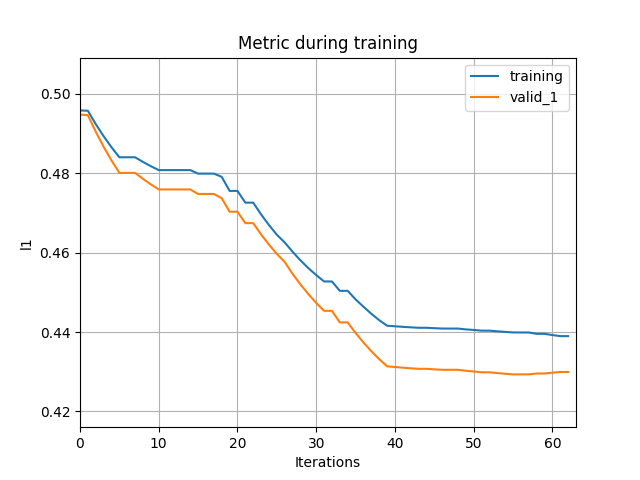 Metric during training
training
valid_1
0.50
0.48
0.46
0.44
0.42
l1
0 10 20 30 40 50 60
Iterations